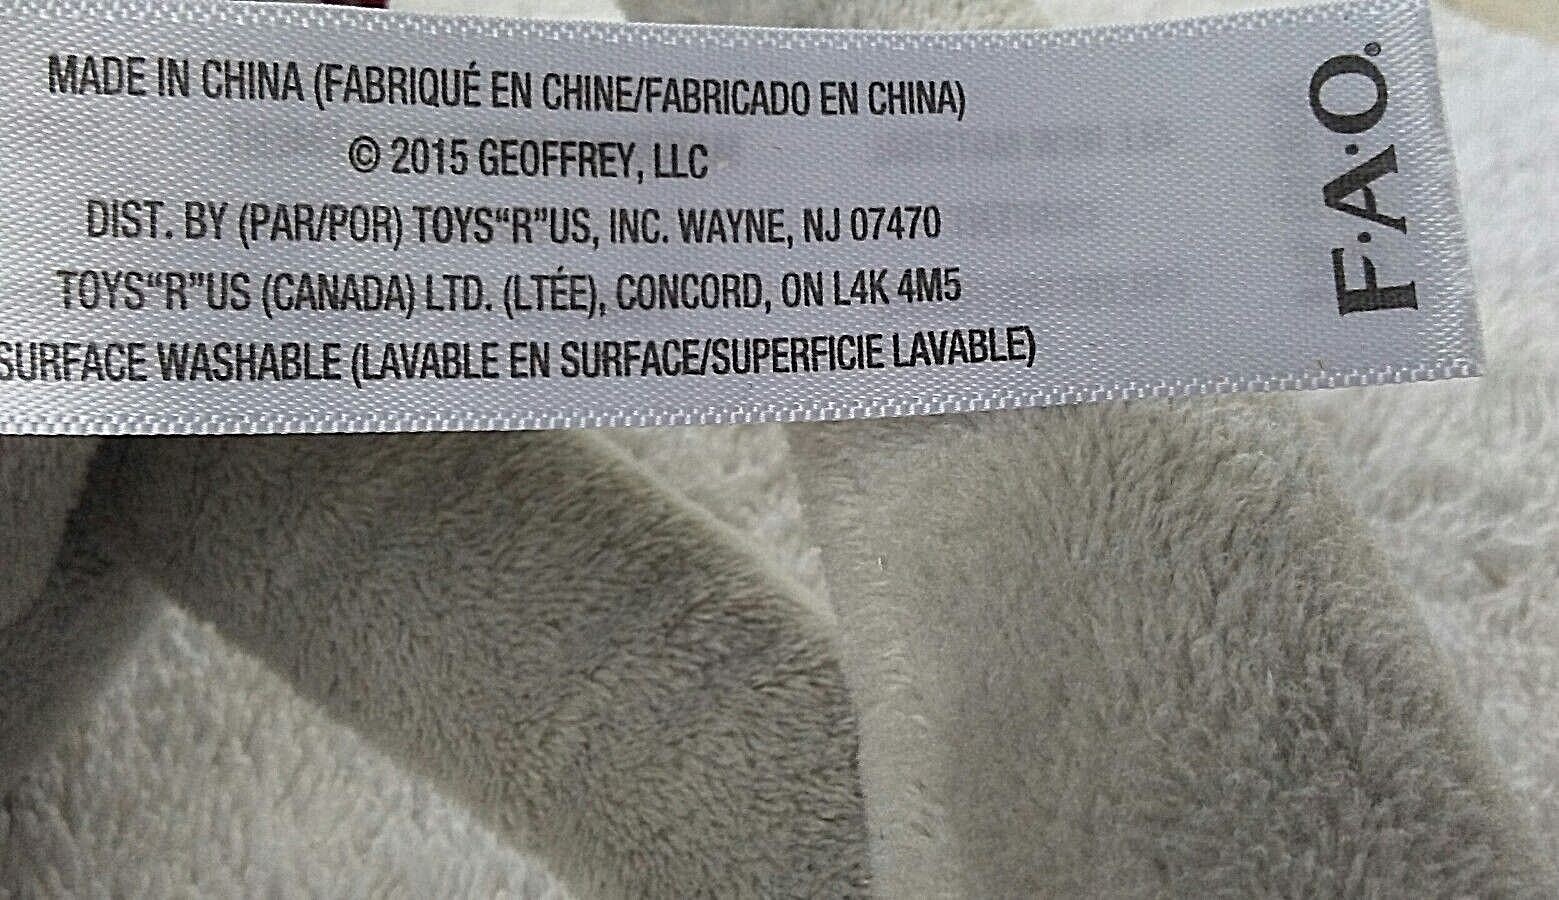 MADE IN CHINA (FABRIQUÉ EN CHINE/FABRICADO EN CHINA)
© 2015 GEOFFREY, LLC
DIST. BY (PAR/POR) TOYS“R”US, INC. WAYNE, NJ 07470
TOYS“R”US (CANADA) LTD. (LTÉE), CONCORD, ON L4K 4M5
SURFACE WASHABLE (LAVABLE EN SURFACE/SUPERFICIE LAVABLE)
F·A·O.®